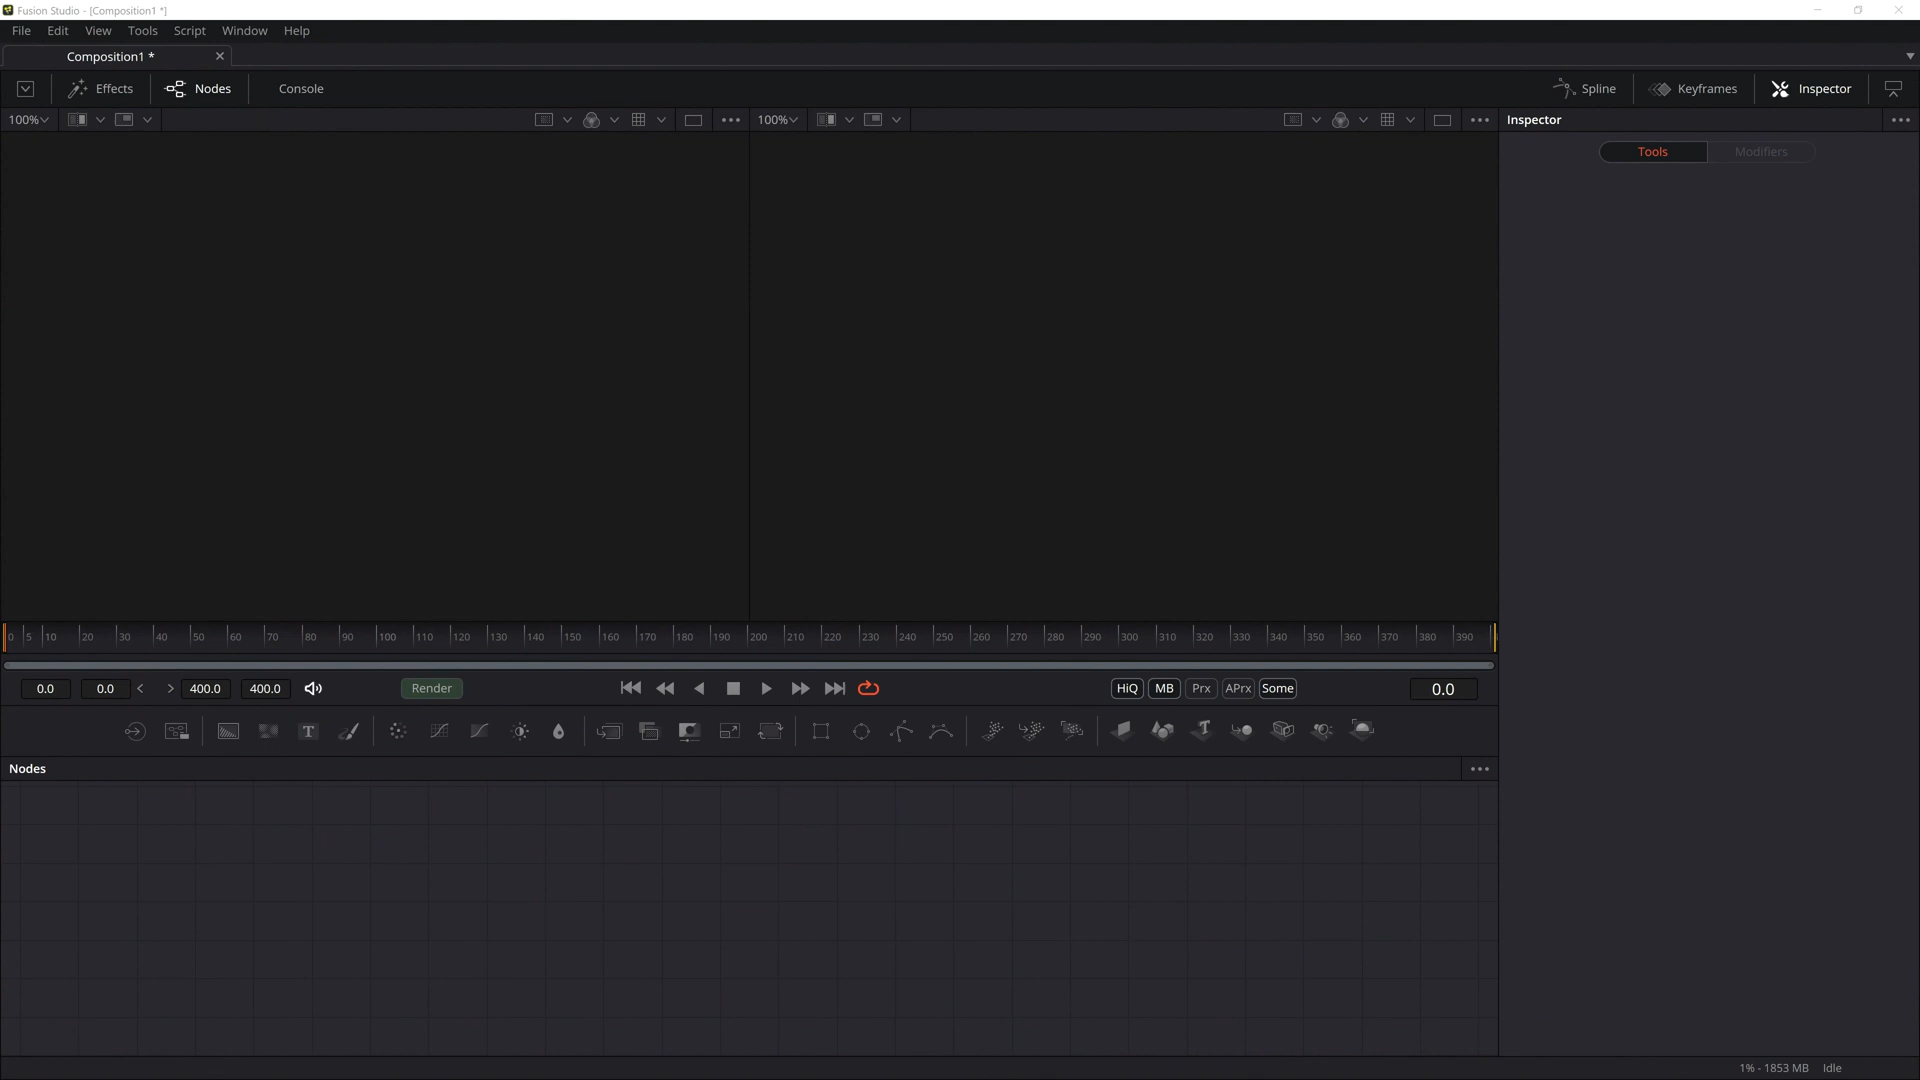 Fusion Studio - [Composition1 *]
File Edit View Tools Script Window Help
Composition1 *
Effects Nodes Console Spline Keyframes Inspector
100% 100% Inspector
Tools Modifiers
0 5 10 20 30 40 50 60 70 80 90 100 110 120 130 140 150 160 170 180 190 200 210 220 230 240 250 260 270 280 290 300 310 320 330 340 350 360 370 380 390
0.0 0.0 400.0 400.0 Render HiQ MB Prx APrx Some 0.0
T T
Nodes
1% - 1853 MB Idle